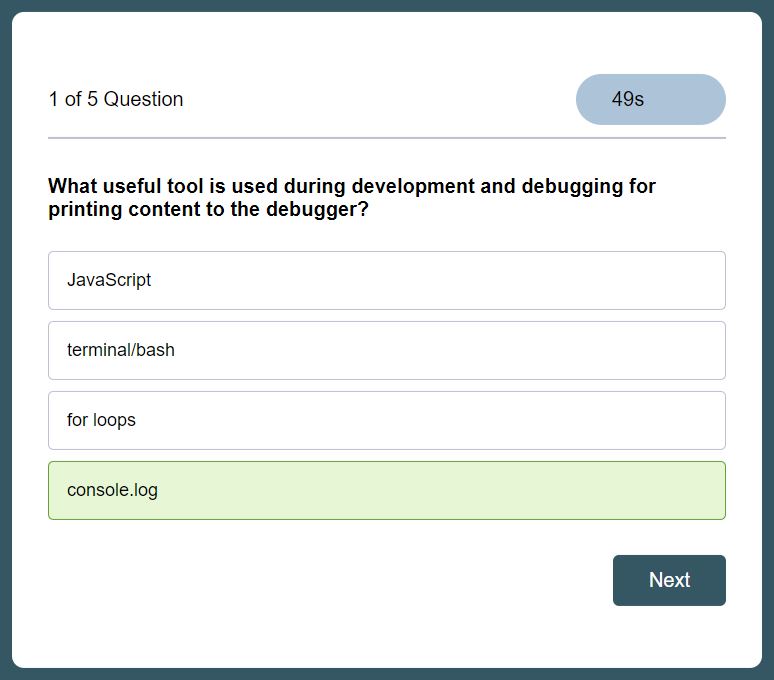 1 of 5 Question
49s
What useful tool is used during development and debugging for
printing content to the debugger?
JavaScript
terminal/bash
for loops
console.log
Next